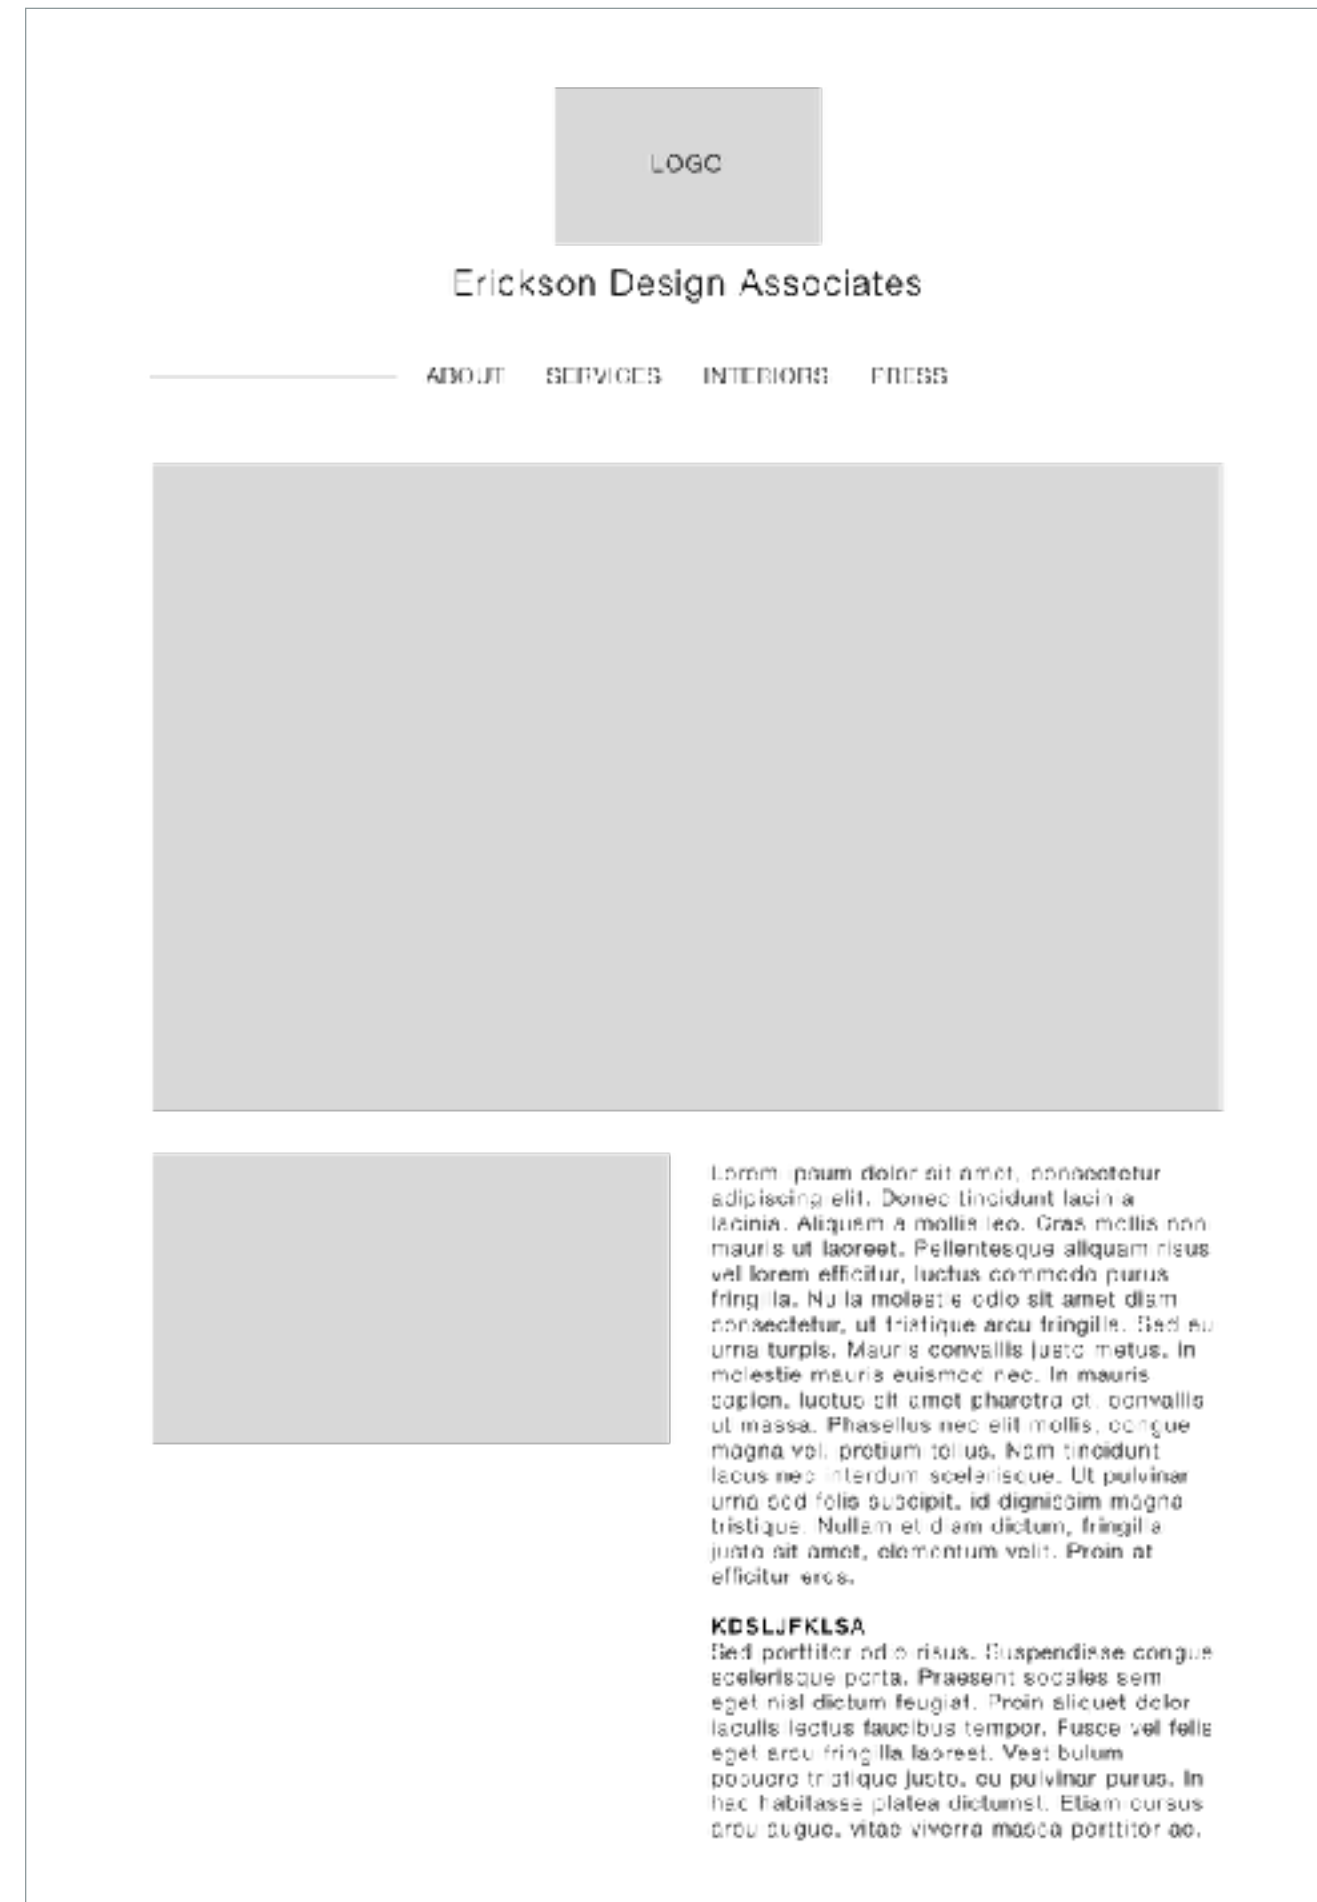 LOGO
Erickson Design Associates
ABOUT SERVICES INTERIORS PRESS
Lorem ipsum dolor sit amet, consectetur
adipiscing elit. Donec tincidunt lacinia
lacinia. Aliquam a mollis leo. Cras mollis non
mauris ut laoreet. Pellentesque aliquam risus
vel lorem efficitur, luctus commodo purus
fringilla. Nulla molestie odio sit amet diam
consectetur, ut tristique arcu fringilla. Sed eu
urna turpis. Mauris convallis justo metus. In
molestie mauris euismod nec. In mauris
sapien, luctus sit amet pharetra et, convallis
ut massa. Phasellus nec elit mollis, congue
magna vel, pretium tellus. Nam tincidunt
lacus nec interdum scelerisque. Ut pulvinar
urna sed felis suscipit, id dignissim magna
tristique. Nullam et diam dictum, fringilla
justo sit amet, elementum velit. Proin at
efficitur eros.
KDSLJFKLSA
Sed porttitor odio risus. Suspendisse congue
scelerisque porta. Praesent sodales sem
eget nisl dictum feugiat. Proin aliquet dolor
iaculis lectus faucibus tempor. Fusce vel felis
eget arcu fringilla laoreet. Vestibulum
posuere tristique justo, eu pulvinar purus. In
hac habitasse platea dictumst. Etiam cursus
arcu augue, vitae viverra massa porttitor ac.